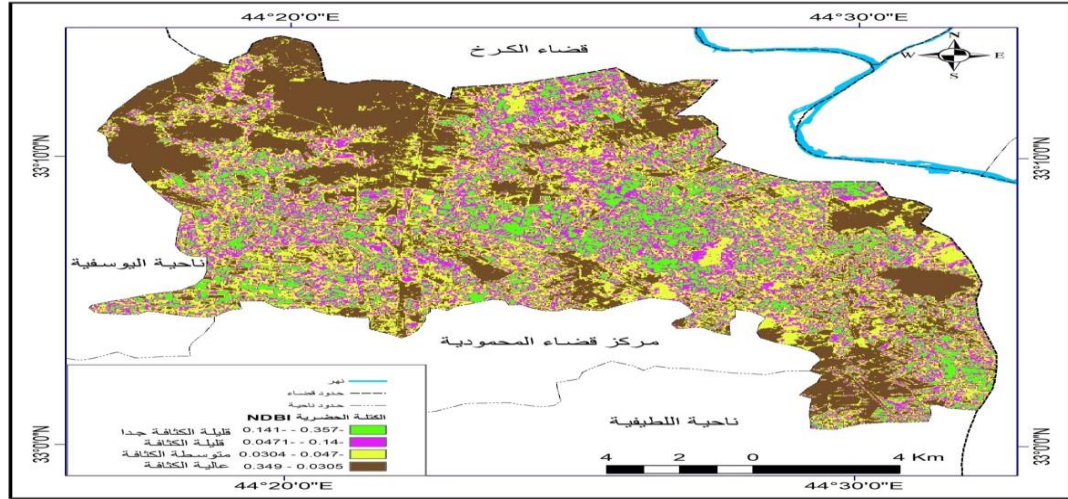 44°20'0"E
44°30'0"E
N
W
E
S
قضاء الكرخ
33°10'0"N
33°10'0"N
ناحية اليوسفية
مركز قضاء المحمودية
ناحية اللطيفية
نهر
حدود قضاء
حدود ناحية
الكتلة الحضرية NDBI
قليلة الكثافة جدا 0.141- - 0.357-
قليلة الكثافة 0.0471- - 0.14-
متوسطة الكثافة 0.0304 - 0.047-
عالية الكثافة 0.349 - 0.0305
33°0'0"N
33°0'0"N
4 2 0 4 Km
44°20'0"E
44°30'0"E